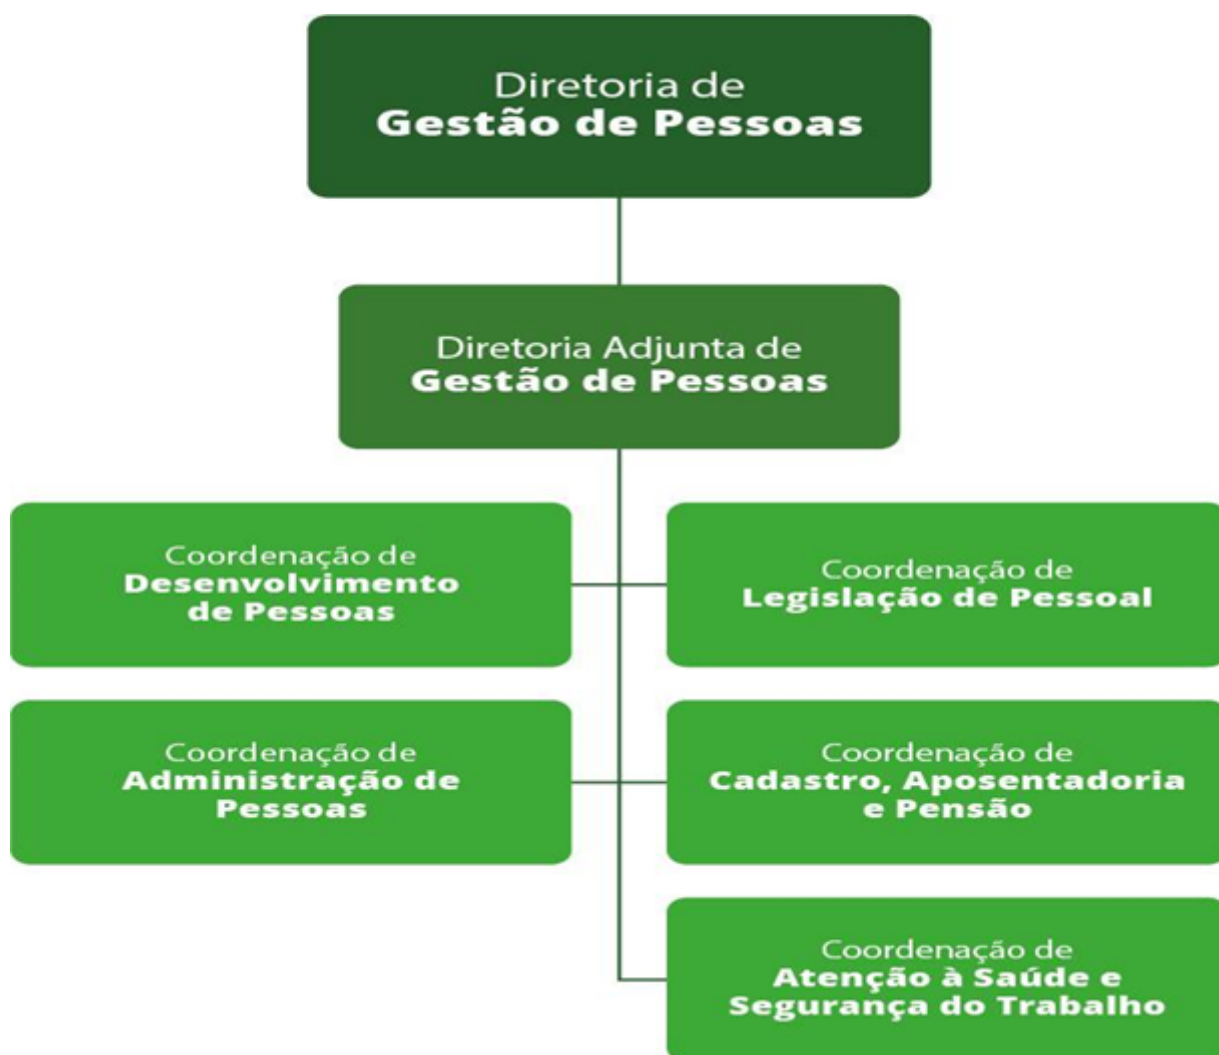 Diretoria de
Gestão de Pessoas
Diretoria Adjunta de
Gestão de Pessoas
Coordenação de
Desenvolvimento
de Pessoas
Coordenação de
Legislação de Pessoal
Coordenação de
Administração de
Pessoas
Coordenação de
Cadastro, Aposentadoria
e Pensão
Coordenação de
Atenção à Saúde e
Segurança do Trabalho